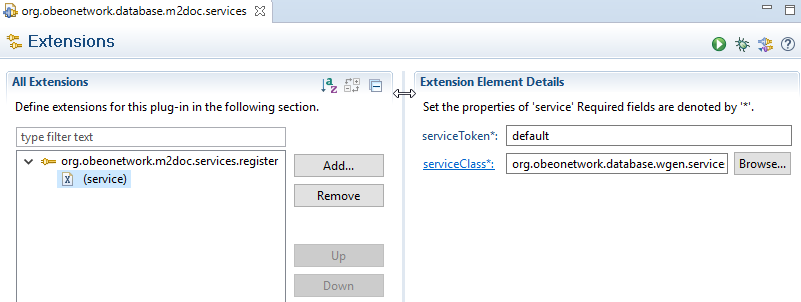 org.obeonetwork.database.m2doc.services
Extensions
All Extensions
Define extensions for this plug-in in the following section.
type filter text
org.obeonetwork.m2doc.services.register
(service)
Add...
Remove
Up
Down
Extension Element Details
Set the properties of 'service' Required fields are denoted by '*'.
serviceToken*: default
serviceClass*: org.obeonetwork.database.wgen.service Browse...